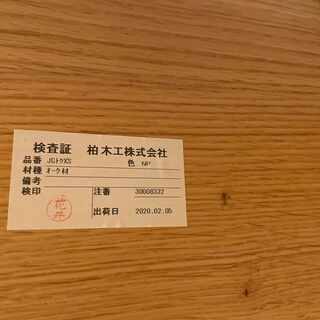 検査証 柏木工株式会社
品番 JGトクXS 色 NP
材種 オーク材
備考
検印 注番 30008332
花井
出荷日 2020.02.05